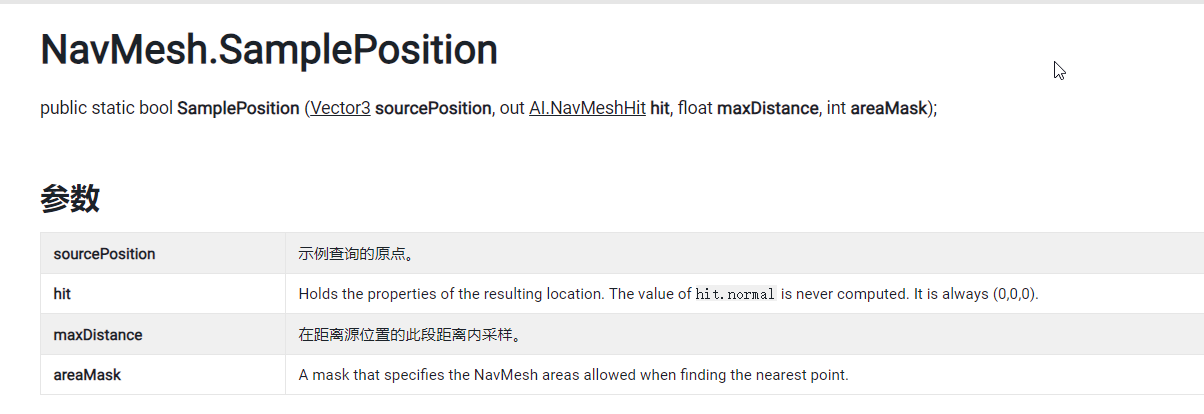 NavMesh.SamplePosition
public static bool SamplePosition (Vector3 sourcePosition, out AI.NavMeshHit hit, float maxDistance, int areaMask);
参数
sourcePosition 示例查询的原点。
hit Holds the properties of the resulting location. The value of hit.normal is never computed. It is always (0,0,0).
maxDistance 在距离源位置的此段距离内采样。
areaMask A mask that specifies the NavMesh areas allowed when finding the nearest point.